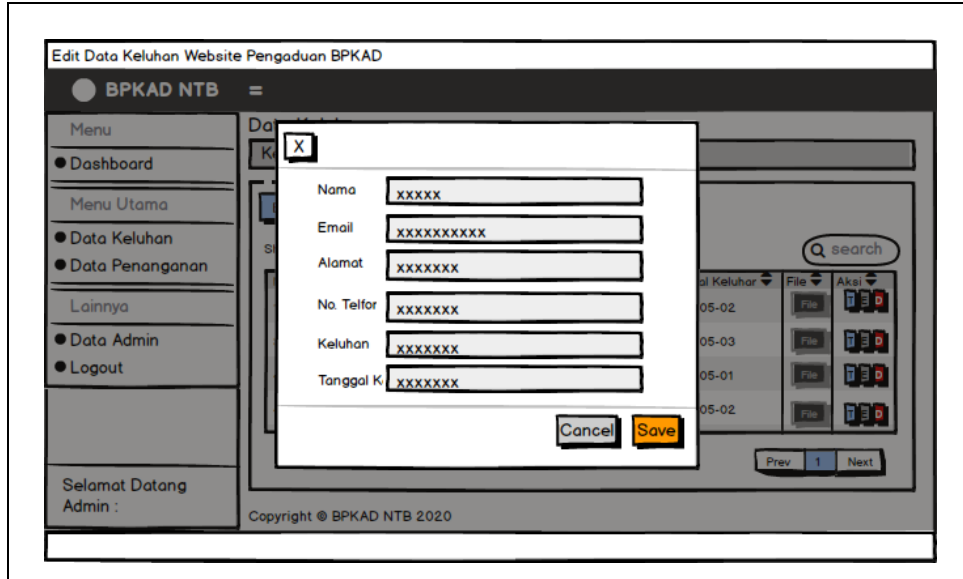 Edit Data Keluhan Website Pengaduan BPKAD
BPKAD NTB =
Menu
Dashboard
Menu Utama
Data Keluhan
Data Penanganan
Lainnya
Data Admin
Logout
Selamat Datang
Admin :
X
Nama xxxxx
Email xxxxxxxxxx
Alamat xxxxxxx
No. Telfor xxxxxxx
Keluhan xxxxxxx
Tanggal K xxxxxxx
Cancel Save
search
al Keluhar File Aksi
05-02 File T E D
05-03 File T E D
05-01 File T E D
05-02 File T E D
Prev 1 Next
Copyright © BPKAD NTB 2020